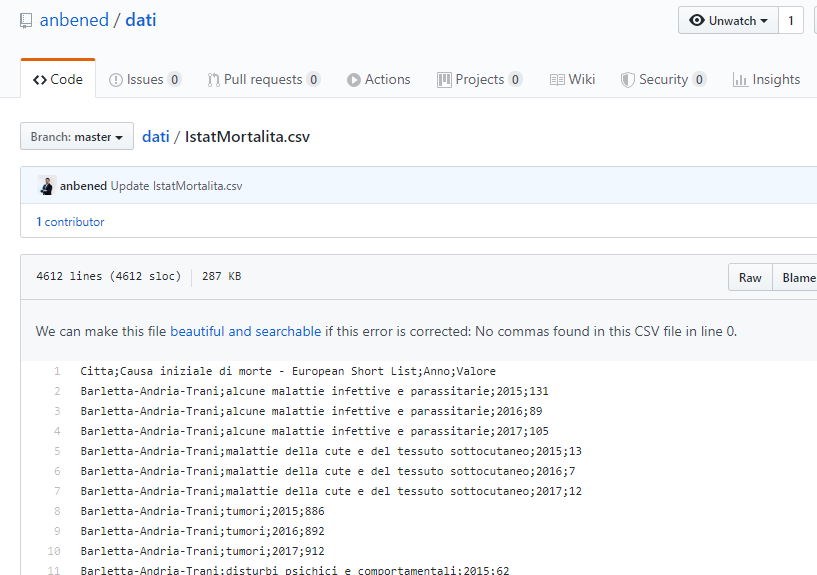 anbened / dati
Unwatch 1
Code Issues 0 Pull requests 0 Actions Projects 0 Wiki Security 0 Insights
Branch: master dati / IstatMortalita.csv
anbened Update IstatMortalita.csv
1 contributor
4612 lines (4612 sloc) 287 KB Raw Blame
We can make this file beautiful and searchable if this error is corrected: No commas found in this CSV file in line 0.
1 Citta;Causa iniziale di morte - European Short List;Anno;Valore
2 Barletta-Andria-Trani;alcune malattie infettive e parassitarie;2015;131
3 Barletta-Andria-Trani;alcune malattie infettive e parassitarie;2016;89
4 Barletta-Andria-Trani;alcune malattie infettive e parassitarie;2017;105
5 Barletta-Andria-Trani;malattie della cute e del tessuto sottocutaneo;2015;13
6 Barletta-Andria-Trani;malattie della cute e del tessuto sottocutaneo;2016;7
7 Barletta-Andria-Trani;malattie della cute e del tessuto sottocutaneo;2017;12
8 Barletta-Andria-Trani;tumori;2015;886
9 Barletta-Andria-Trani;tumori;2016;892
10 Barletta-Andria-Trani;tumori;2017;912
11 Barletta-Andria-Trani;disturbi psichici e comportamentali;2015;62